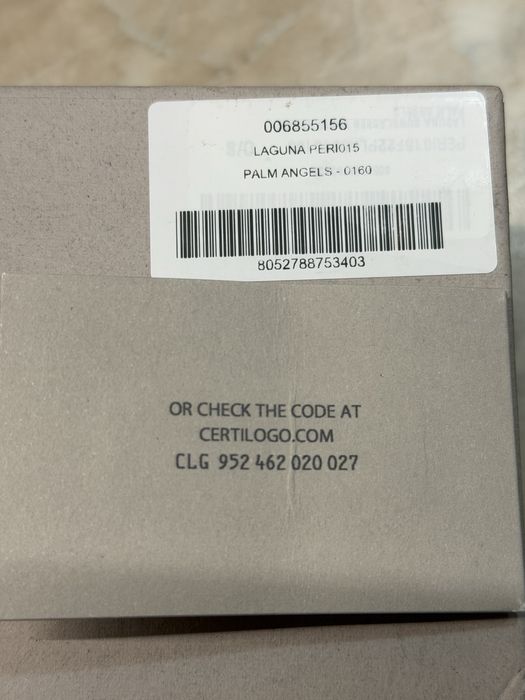 006855156
LAGUNA PERI015
PALM ANGELS - 0160
8052788753403
OR CHECK THE CODE AT
CERTILOGO.COM
CLG 952 462 020 027